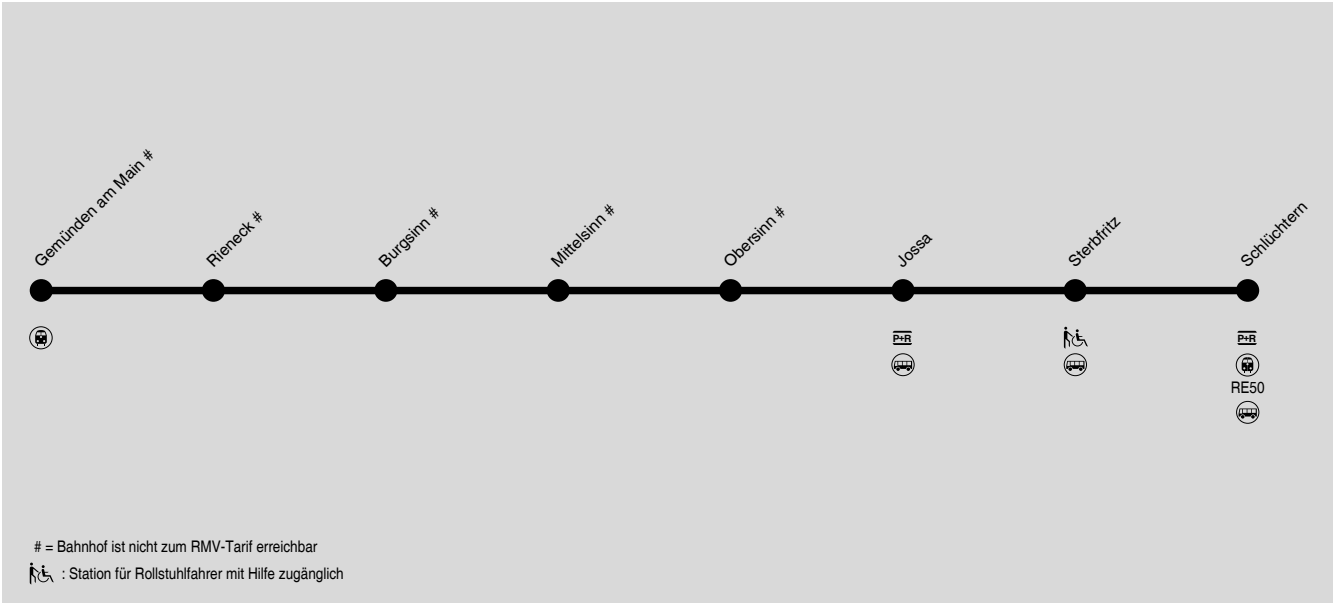 Gemünden am Main #
Rieneck #
Burgsinn #
Mittelsinn #
Obersinn #
Jossa
Sterbfritz
Schlüchtern
P+R
P+R
RE50
# = Bahnhof ist nicht zum RMV-Tarif erreichbar
: Station für Rollstuhlfahrer mit Hilfe zugänglich